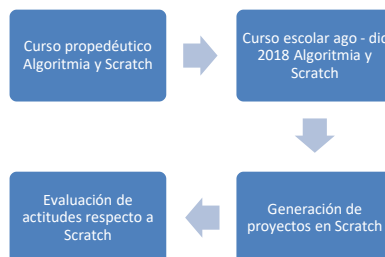 Curso propedéutico
Algoritmia y Scratch
Curso escolar ago - dic
2018 Algoritmia y
Scratch
Generación de
proyectos en Scratch
Evaluación de
actitudes respecto a
Scratch